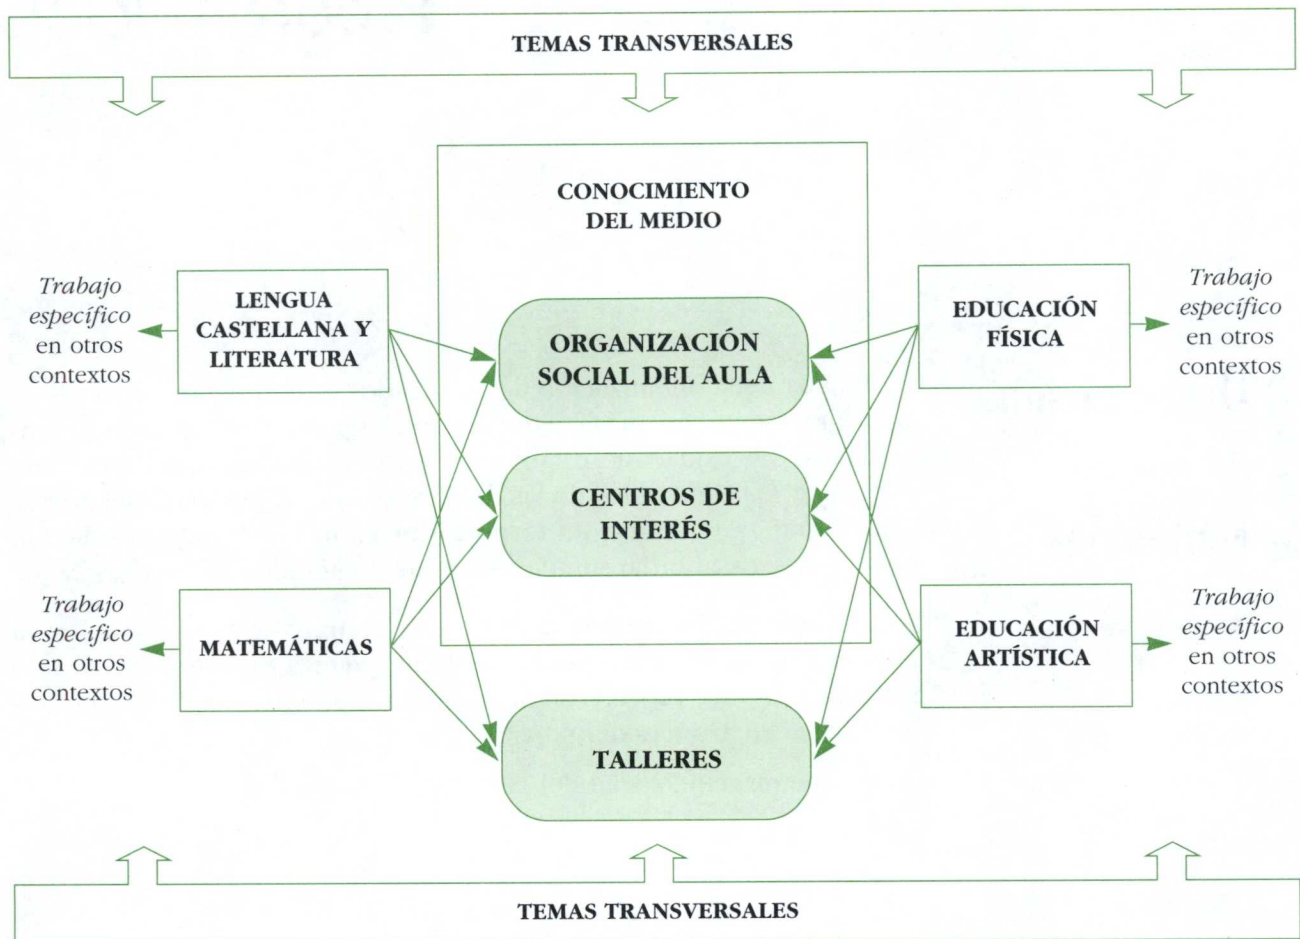 TEMAS TRANSVERSALES
CONOCIMIENTO
DEL MEDIO
Trabajo
específico
en otros
contextos
LENGUA
CASTELLANA Y
LITERATURA
ORGANIZACIÓN
SOCIAL DEL AULA
EDUCACIÓN
FÍSICA
Trabajo
específico
en otros
contextos
CENTROS DE
INTERÉS
Trabajo
específico
en otros
contextos
MATEMÁTICAS
EDUCACIÓN
ARTÍSTICA
Trabajo
específico
en otros
contextos
TALLERES
TEMAS TRANSVERSALES